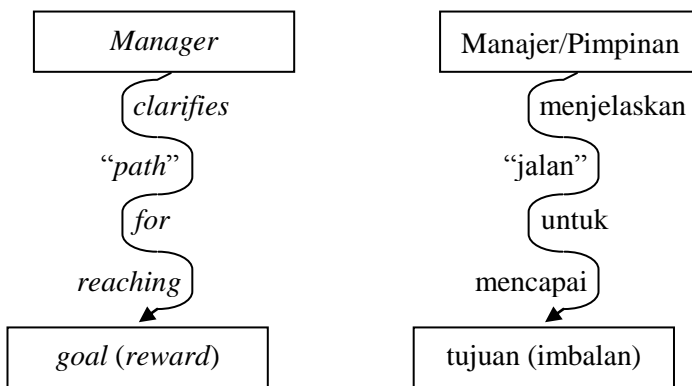 Manager
clarifies
“path”
for
reaching
goal (reward)
Manajer/Pimpinan
menjelaskan
“jalan”
untuk
mencapai
tujuan (imbalan)